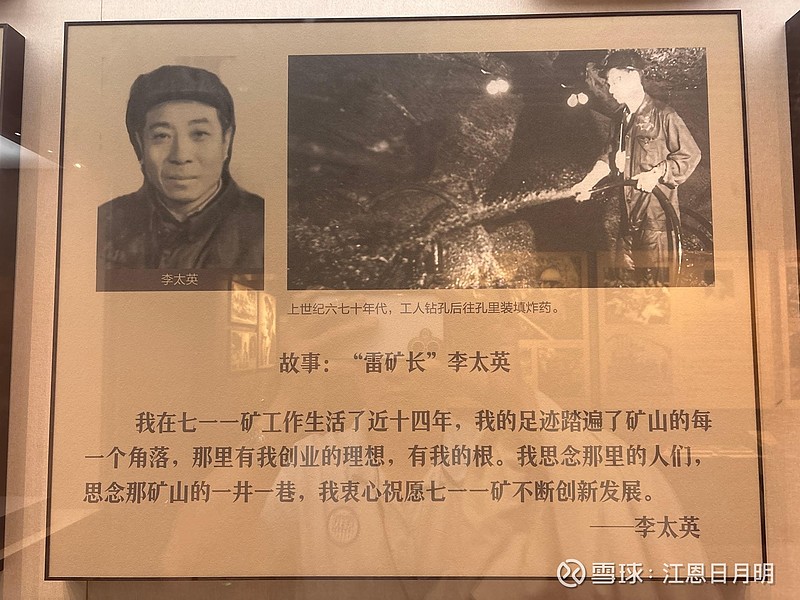 李太英
上世纪六七十年代，工人钻孔后往孔里装填炸药。
故事：“雷矿长”李太英
我在七一一矿工作生活了近十四年，我的足迹踏遍了矿山的每
一个角落，那里有我创业的理想，有我的根。我思念那里的人们，
思念那矿山的一井一巷，我衷心祝愿七一一矿不断创新发展。
——李太英
雪球：江恩日月明